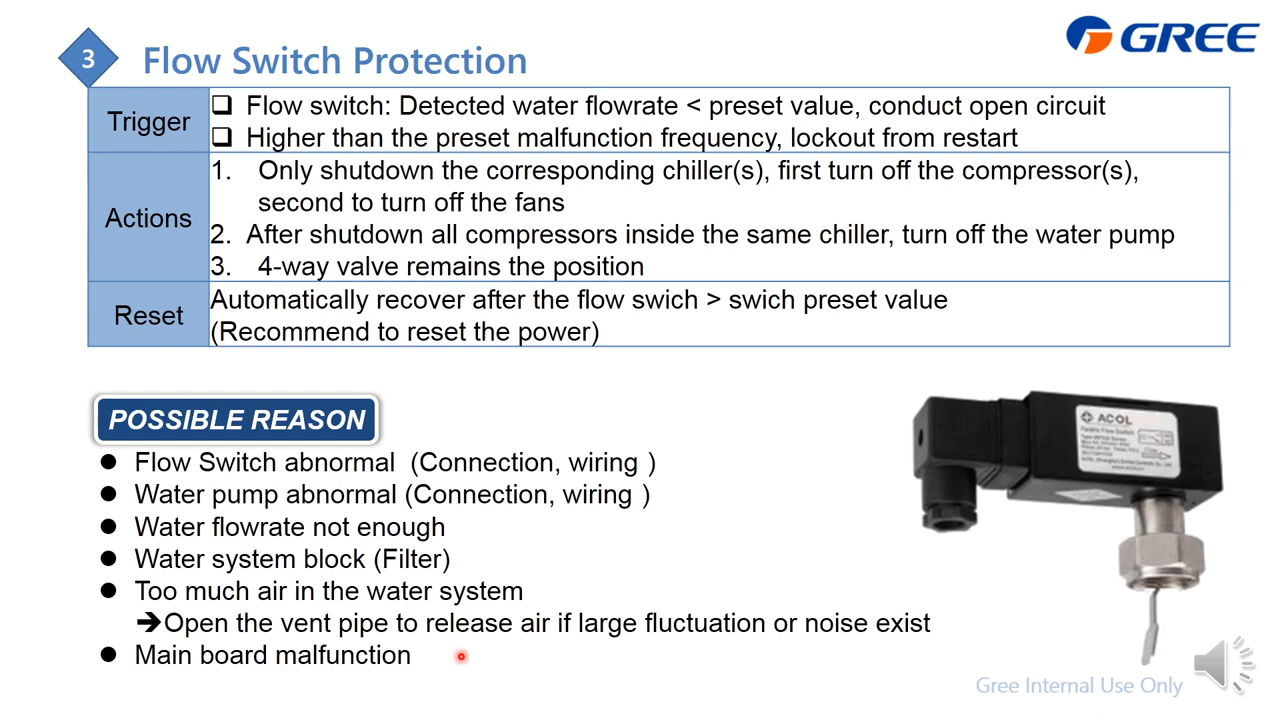 3
Flow Switch Protection
GREE
Trigger
❑ Flow switch: Detected water flowrate < preset value, conduct open circuit
❑ Higher than the preset malfunction frequency, lockout from restart
Actions
1. Only shutdown the corresponding chiller(s), first turn off the compressor(s),
second to turn off the fans
2. After shutdown all compressors inside the same chiller, turn off the water pump
3. 4-way valve remains the position
Reset
Automatically recover after the flow swich > swich preset value
(Recommend to reset the power)
POSSIBLE REASON
● Flow Switch abnormal (Connection, wiring )
● Water pump abnormal (Connection, wiring )
● Water flowrate not enough
● Water system block (Filter)
● Too much air in the water system
➔Open the vent pipe to release air if large fluctuation or noise exist
● Main board malfunction
ACOL
Paddle Flow Switch
Gree Internal Use Only